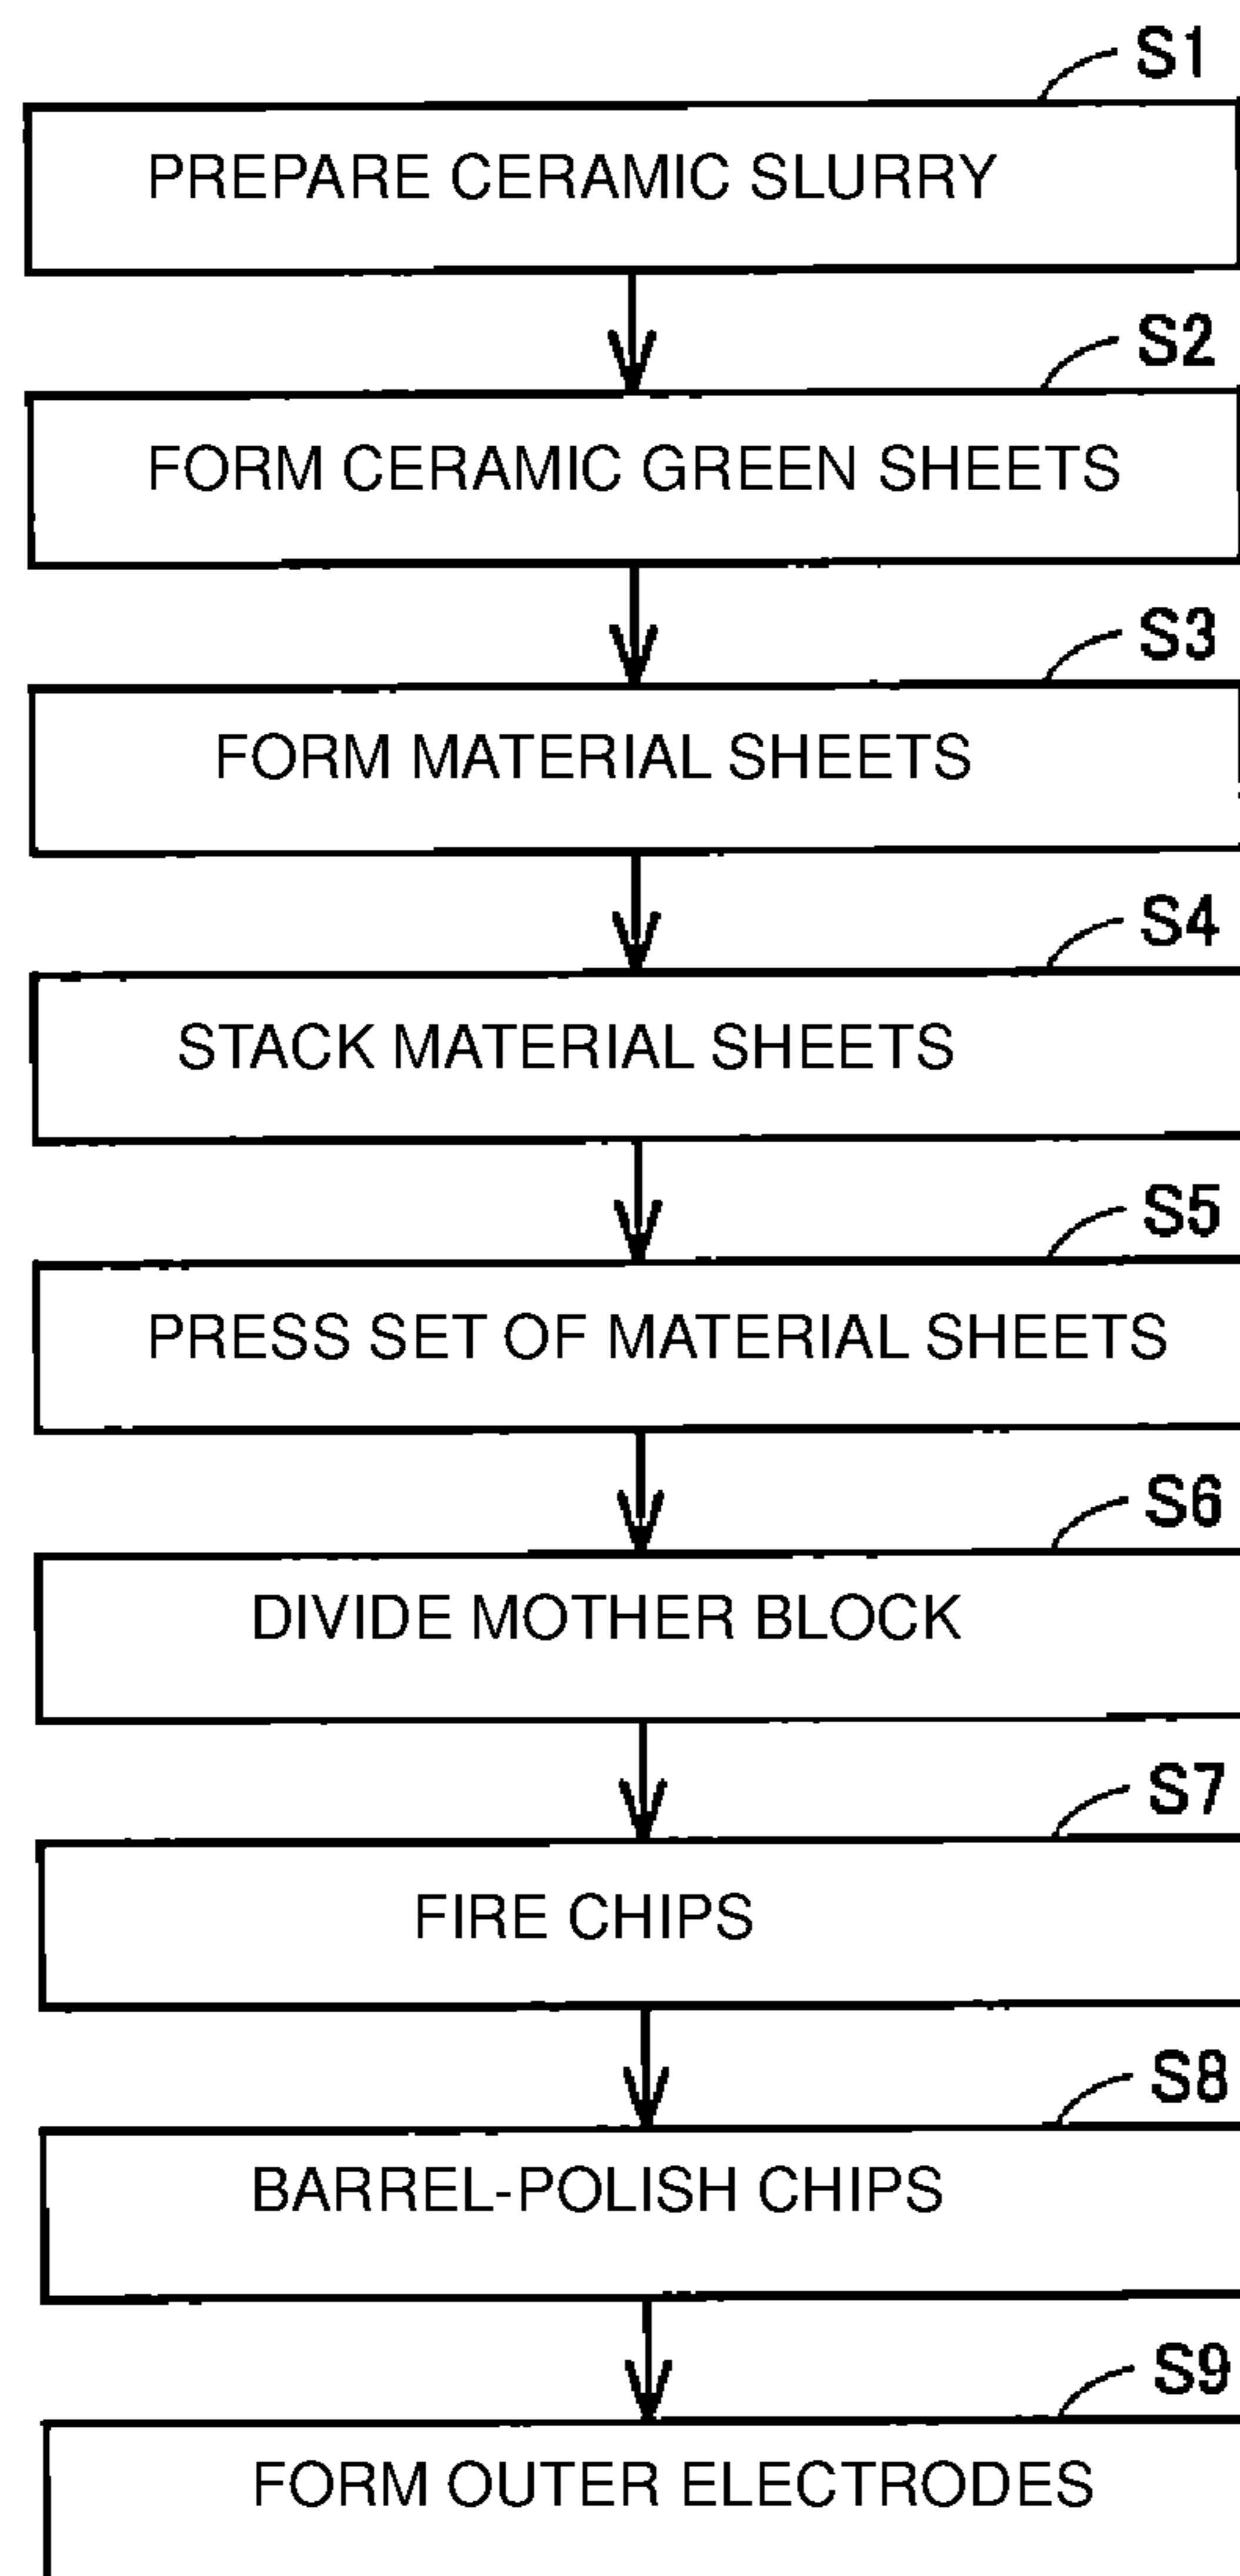 S1
PREPARE CERAMIC SLURRY
S2
FORM CERAMIC GREEN SHEETS
S3
FORM MATERIAL SHEETS
S4
STACK MATERIAL SHEETS
S5
PRESS SET OF MATERIAL SHEETS
S6
DIVIDE MOTHER BLOCK
S7
FIRE CHIPS
S8
BARREL-POLISH CHIPS
S9
FORM OUTER ELECTRODES